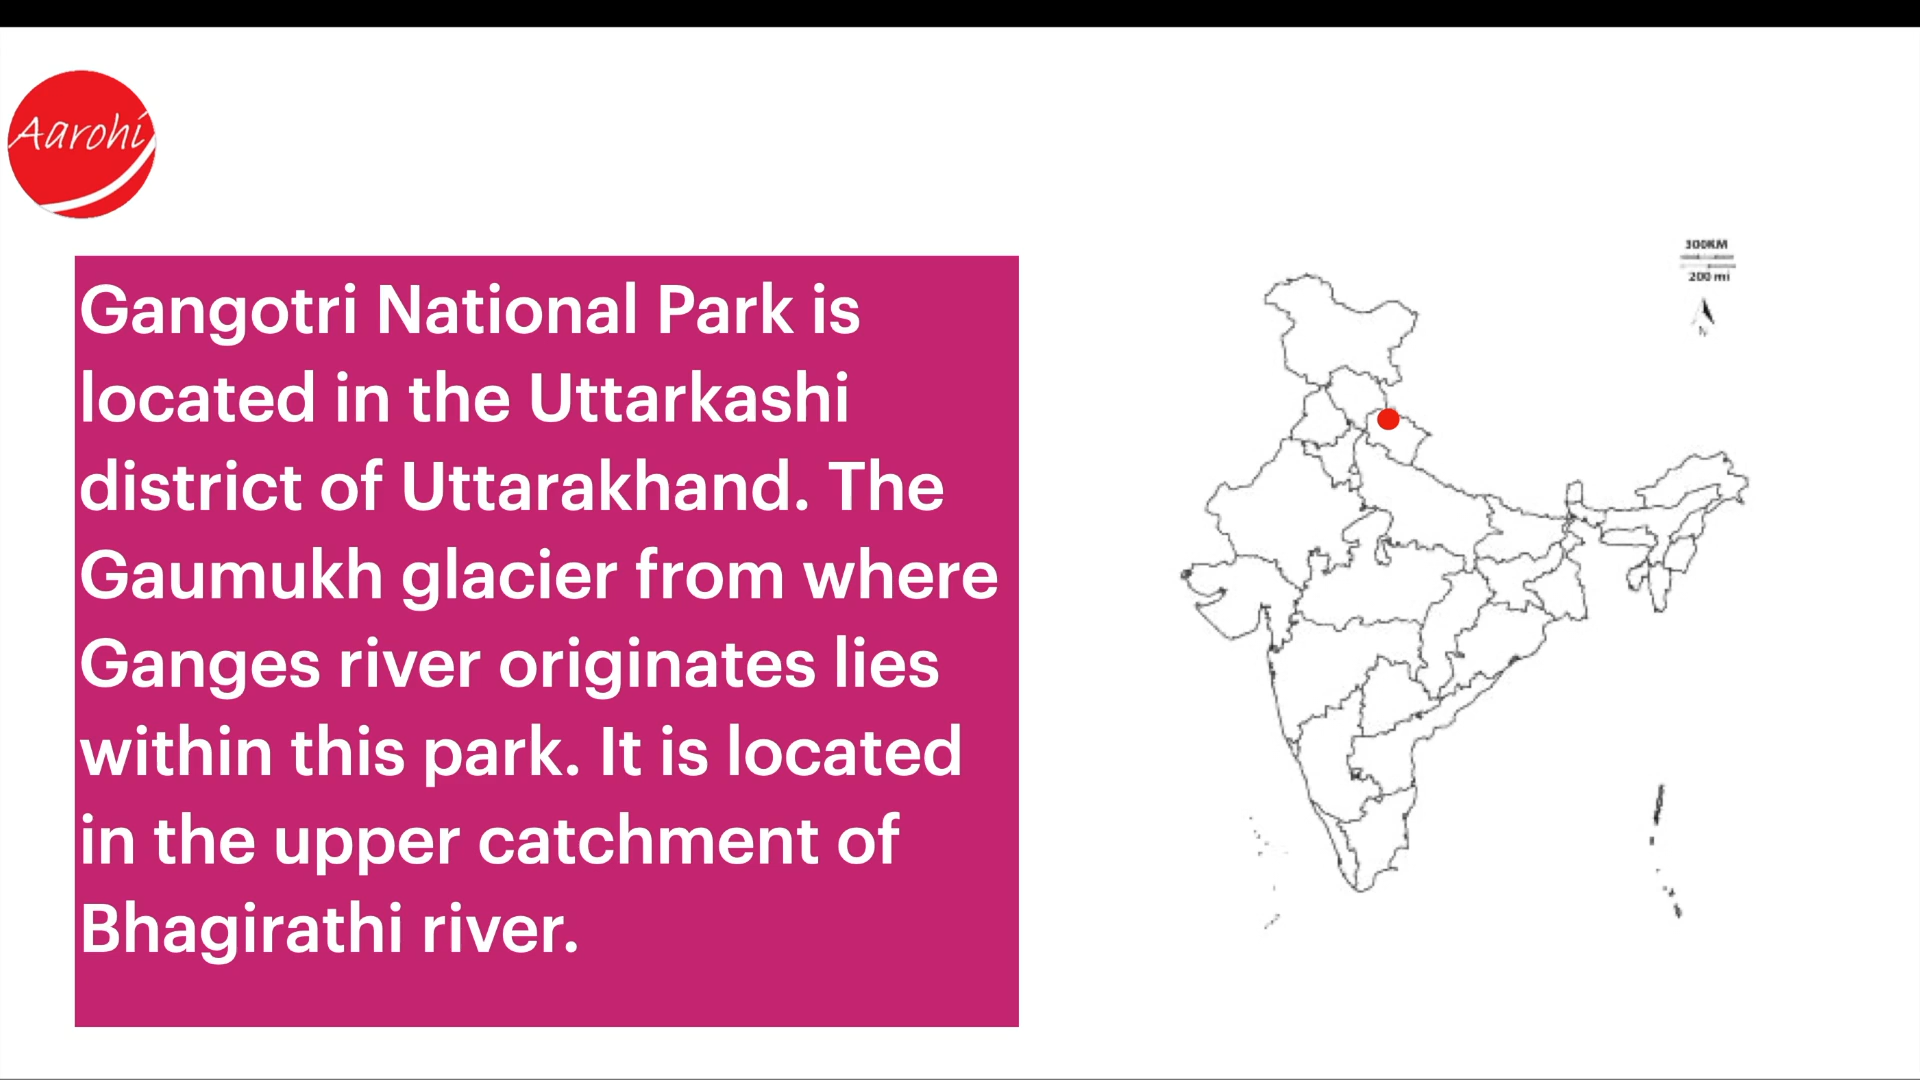 Aarohi
Gangotri National Park is
located in the Uttarkashi
district of Uttarakhand. The
Gaumukh glacier from where
Ganges river originates lies
within this park. It is located
in the upper catchment of
Bhagirathi river.
300KM
200 mi
N